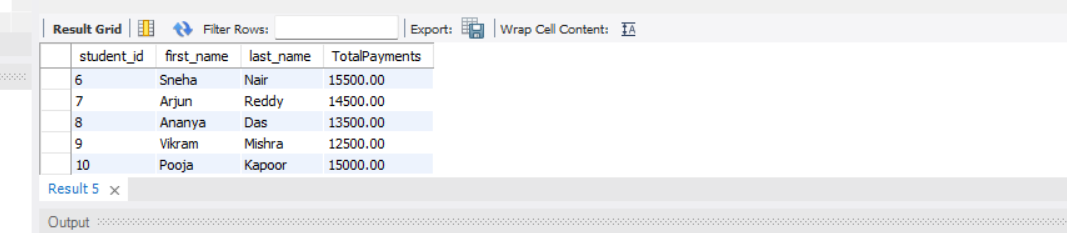 Result Grid Filter Rows: Export: Wrap Cell Content: IA
student_id first_name last_name TotalPayments
6 Sneha Nair 15500.00
7 Arjun Reddy 14500.00
8 Ananya Das 13500.00
9 Vikram Mishra 12500.00
10 Pooja Kapoor 15000.00
Result 5 ×
Output